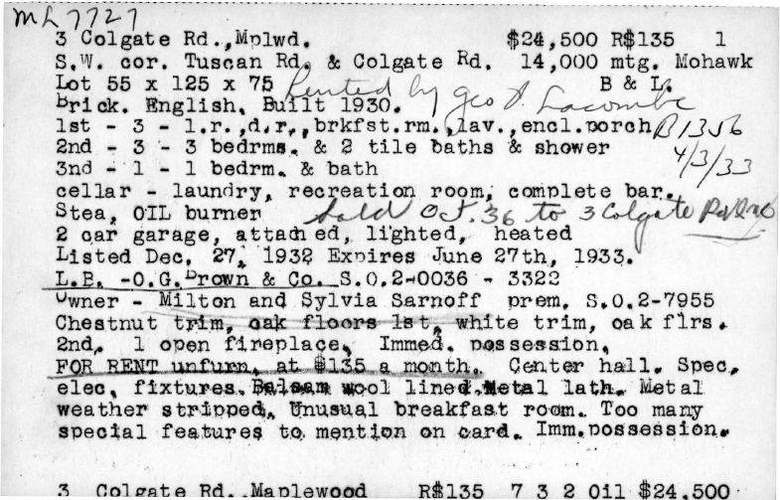 ML 7727
3 Colgate Rd.,Mplwd. $24,500 R$135 1
S.W. cor. Tuscan Rd. & Colgate Rd. 14,000 mtg. Mohawk
Lot 55 x 125 x 75 Rented by Geo Lacombe B & L.
Brick. English, Built 1930.
1st - 3 - l.r.,d.r.,brkfst.rm.,lav.,encl.porch B1356
2nd - 3 - 3 bedrms. & 2 tile baths & shower 4/3/33
3nd - 1 - 1 bedrm. & bath
cellar - laundry, recreation room, complete bar.
Stea, OIL burner Sold Oct. 36 to 3 Colgate
2 car garage, attached, lighted, heated
Listed Dec. 27, 1932 Expires June 27th, 1933.
L.B. -O.G.Brown & Co. S.O.2-0036 - 3322
Owner - Milton and Sylvia Sarnoff prem. S.O.2-7955
Chestnut trim, oak floors 1st, white trim, oak flrs.
2nd. 1 open fireplace, Immed. possession,
FOR RENT unfurn. at $135 a month. Center hall. Spec.
elec, fixtures. Balsam wool lined.Metal lath. Metal
weather stripped, Unusual breakfast room. Too many
special features to mention on card. Imm.possession.
3 Colgate Rd., Maplewood R$135 7 3 2 Oil $24,500